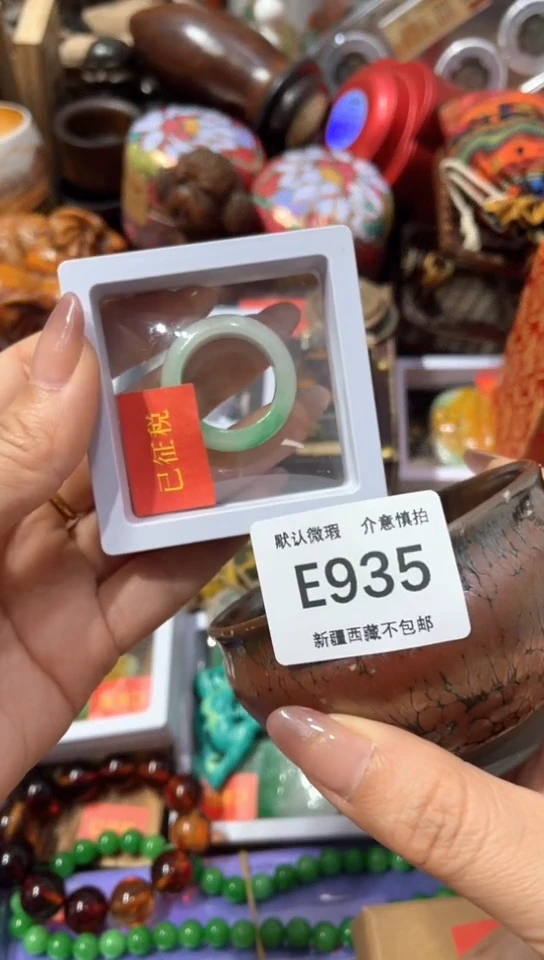 已征税
默认微瑕 介意慎拍
E935
新疆西藏不包邮